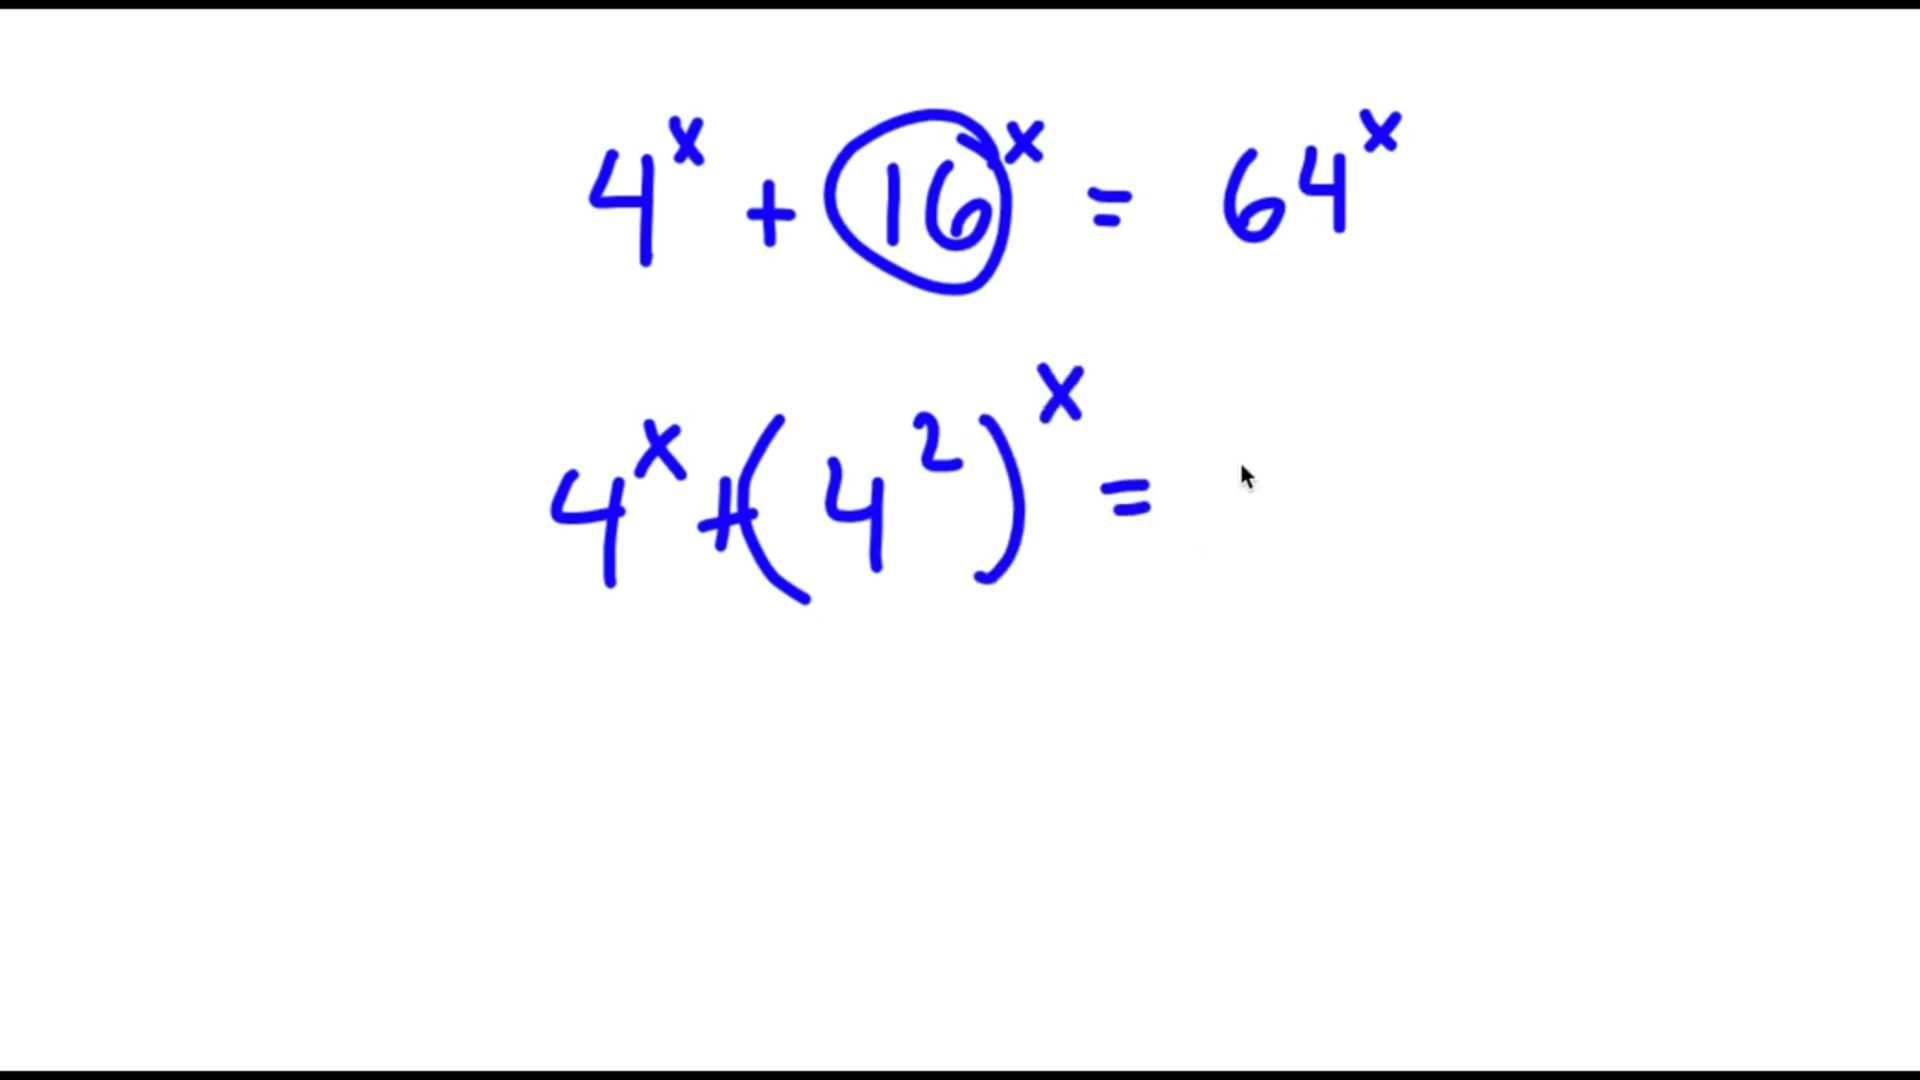 4^x + 16^x = 64^x
4^x + (4^2)^x =